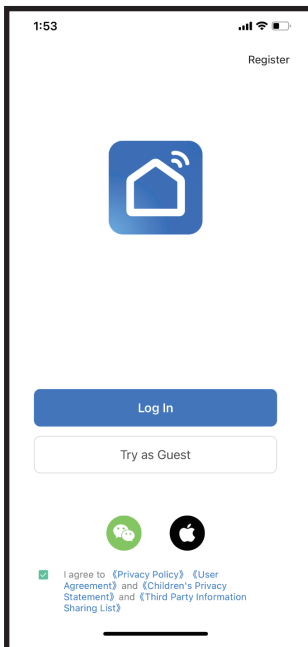 1:53
Register
Log In
Try as Guest
I agree to 《Privacy Policy》 《User
Agreement》 and 《Children's Privacy
Statement》 and 《Third Party Information
Sharing List》